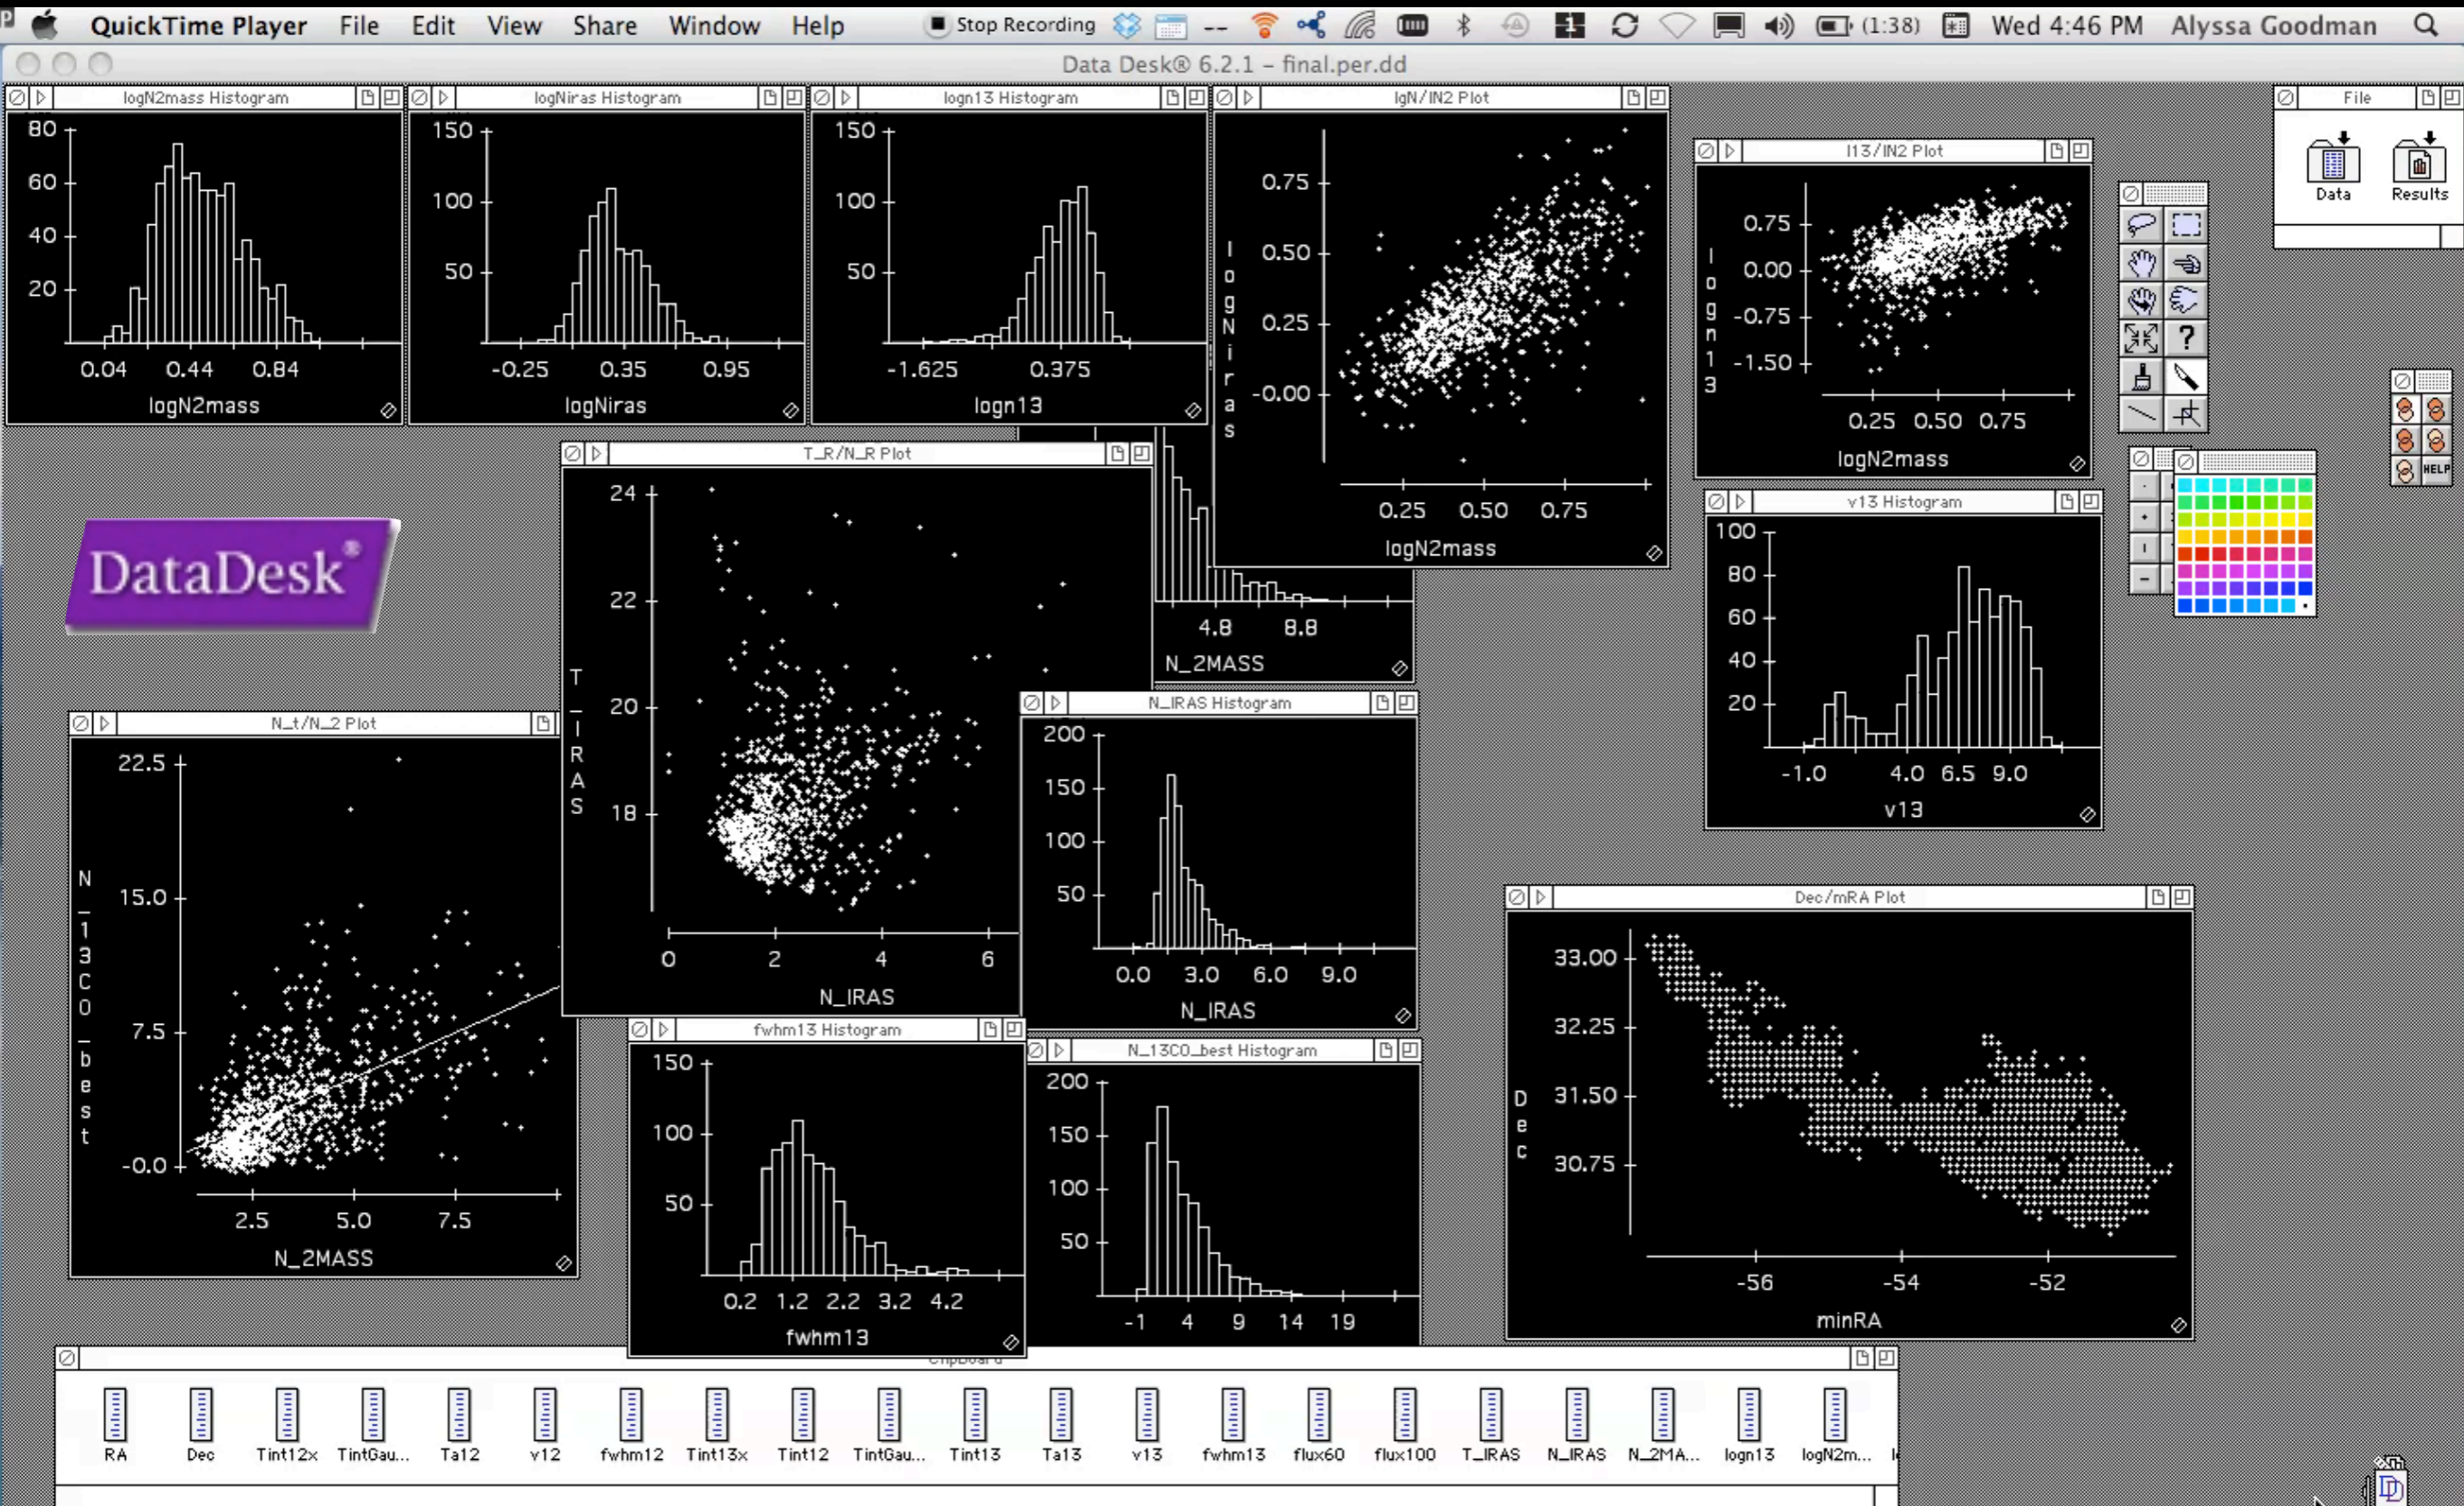 QuickTime Player File Edit View Share Window Help Stop Recording -- (1:38) Wed 4:46 PM Alyssa Goodman
Data Desk® 6.2.1 – final.per.dd
logN2mass Histogram
80
60
40
20
0.04 0.44 0.84
logN2mass
logNiras Histogram
150
100
50
-0.25 0.35 0.95
logNiras
logn13 Histogram
150
100
50
-1.625 0.375
logn13
lgN/lN2 Plot
logNiras
0.75
0.50
0.25
-0.00
0.25 0.50 0.75
logN2mass
l13/lN2 Plot
logn13
0.75
0.00
-0.75
-1.50
0.25 0.50 0.75
logN2mass
File
Data Results
?
HELP
DataDesk®
T_R/N_R Plot
T_IRAS
24
22
20
18
0 2 4 6
N_IRAS
4.8 8.8
N_2MASS
v13 Histogram
100
80
60
40
20
-1.0 4.0 6.5 9.0
v13
N_t/N_2 Plot
N_13CO_best
22.5
15.0
7.5
-0.0
2.5 5.0 7.5
N_2MASS
N_IRAS Histogram
200
150
100
50
0.0 3.0 6.0 9.0
N_IRAS
fwhm13 Histogram
150
100
50
0.2 1.2 2.2 3.2 4.2
fwhm13
N_13CO_best Histogram
200
150
100
50
-1 4 9 14 19
Dec/mRA Plot
Dec
33.00
32.25
31.50
30.75
-56 -54 -52
minRA
Clipboard
RA Dec Tint12x TintGau... Ta12 v12 fwhm12 Tint13x Tint12 TintGau... Tint13 Ta13 v13 fwhm13 flux60 flux100 T_IRAS N_IRAS N_2MA... logn13 logN2m...